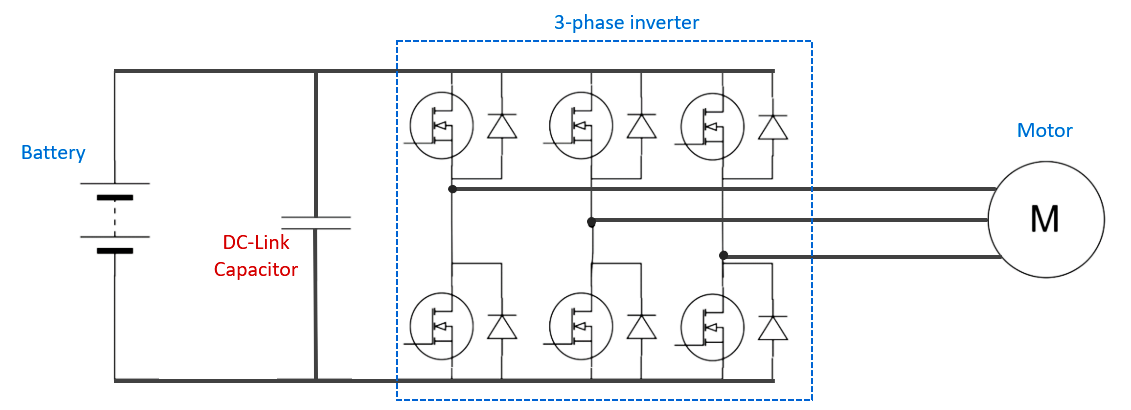 3-phase inverter
Motor
Battery
M
DC-Link
Capacitor